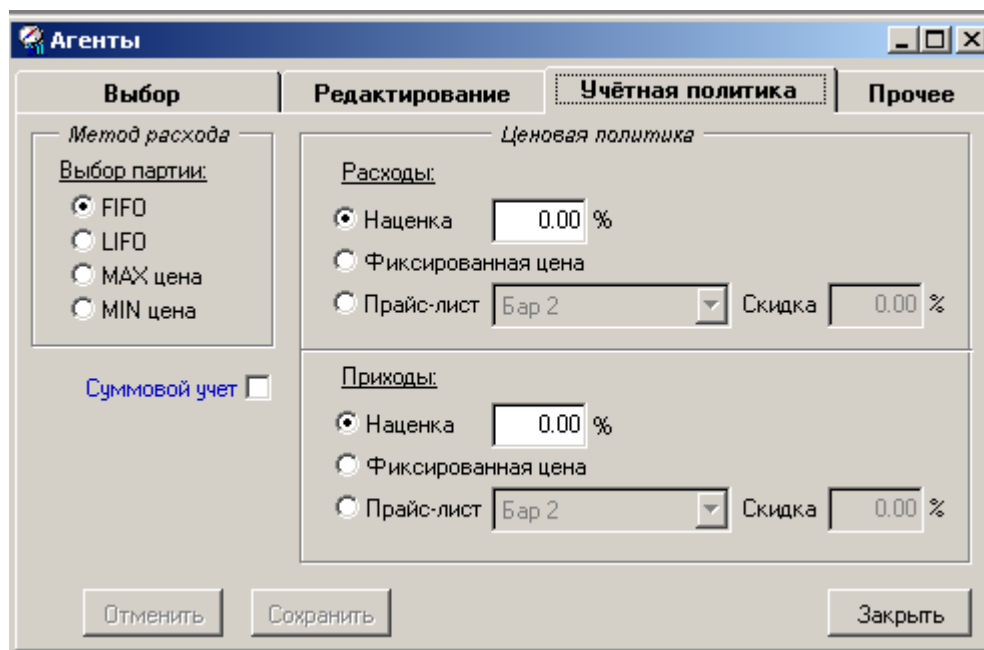 Агенты
Выбор Редактирование Учётная политика Прочее
Метод расхода
Выбор партии:
FIFO
LIFO
MAX цена
MIN цена
Суммовой учет
Ценовая политика
Расходы:
Наценка 0.00 %
Фиксированная цена
Прайс-лист Бар 2 Скидка 0.00 %
Приходы:
Наценка 0.00 %
Фиксированная цена
Прайс-лист Бар 2 Скидка 0.00 %
Отменить Сохранить Закрыть